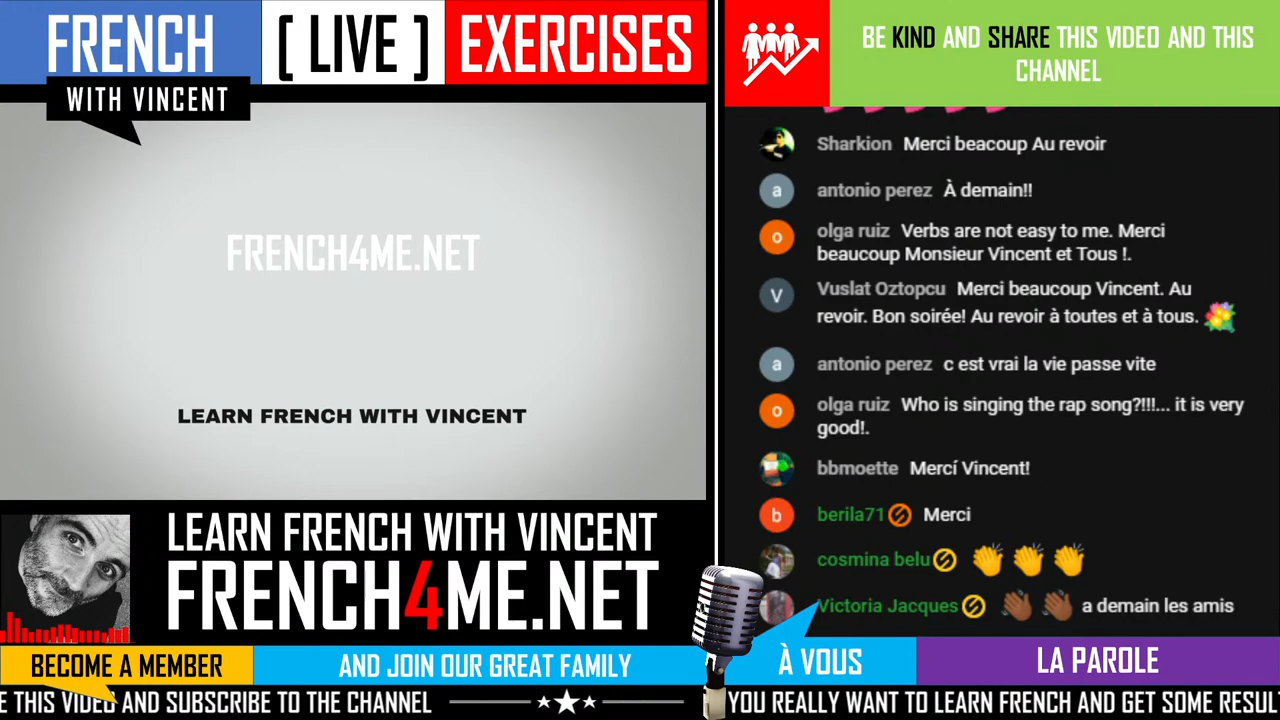 FRENCH
[ LIVE ]
EXERCISES
WITH VINCENT
BE KIND AND SHARE THIS VIDEO AND THIS
CHANNEL
FRENCH4ME.NET
LEARN FRENCH WITH VINCENT
Sharkion Merci beacoup Au revoir
a
antonio perez À demain!!
o
olga ruiz Verbs are not easy to me. Merci
beaucoup Monsieur Vincent et Tous !.
V
Vuslat Oztopcu Merci beaucoup Vincent. Au
revoir. Bon soirée! Au revoir à toutes et à tous.
a
antonio perez c est vrai la vie passe vite
o
olga ruiz Who is singing the rap song?!!!... it is very
good!.
bbmoette Mercí Vincent!
b
berila71 Merci
cosmina belu
Victoria Jacques a demain les amis
LEARN FRENCH WITH VINCENT
FRENCH4ME.NET
BECOME A MEMBER
AND JOIN OUR GREAT FAMILY
À VOUS
LA PAROLE
E THIS VIDEO AND SUBSCRIBE TO THE CHANNEL
YOU REALLY WANT TO LEARN FRENCH AND GET SOME RESUL